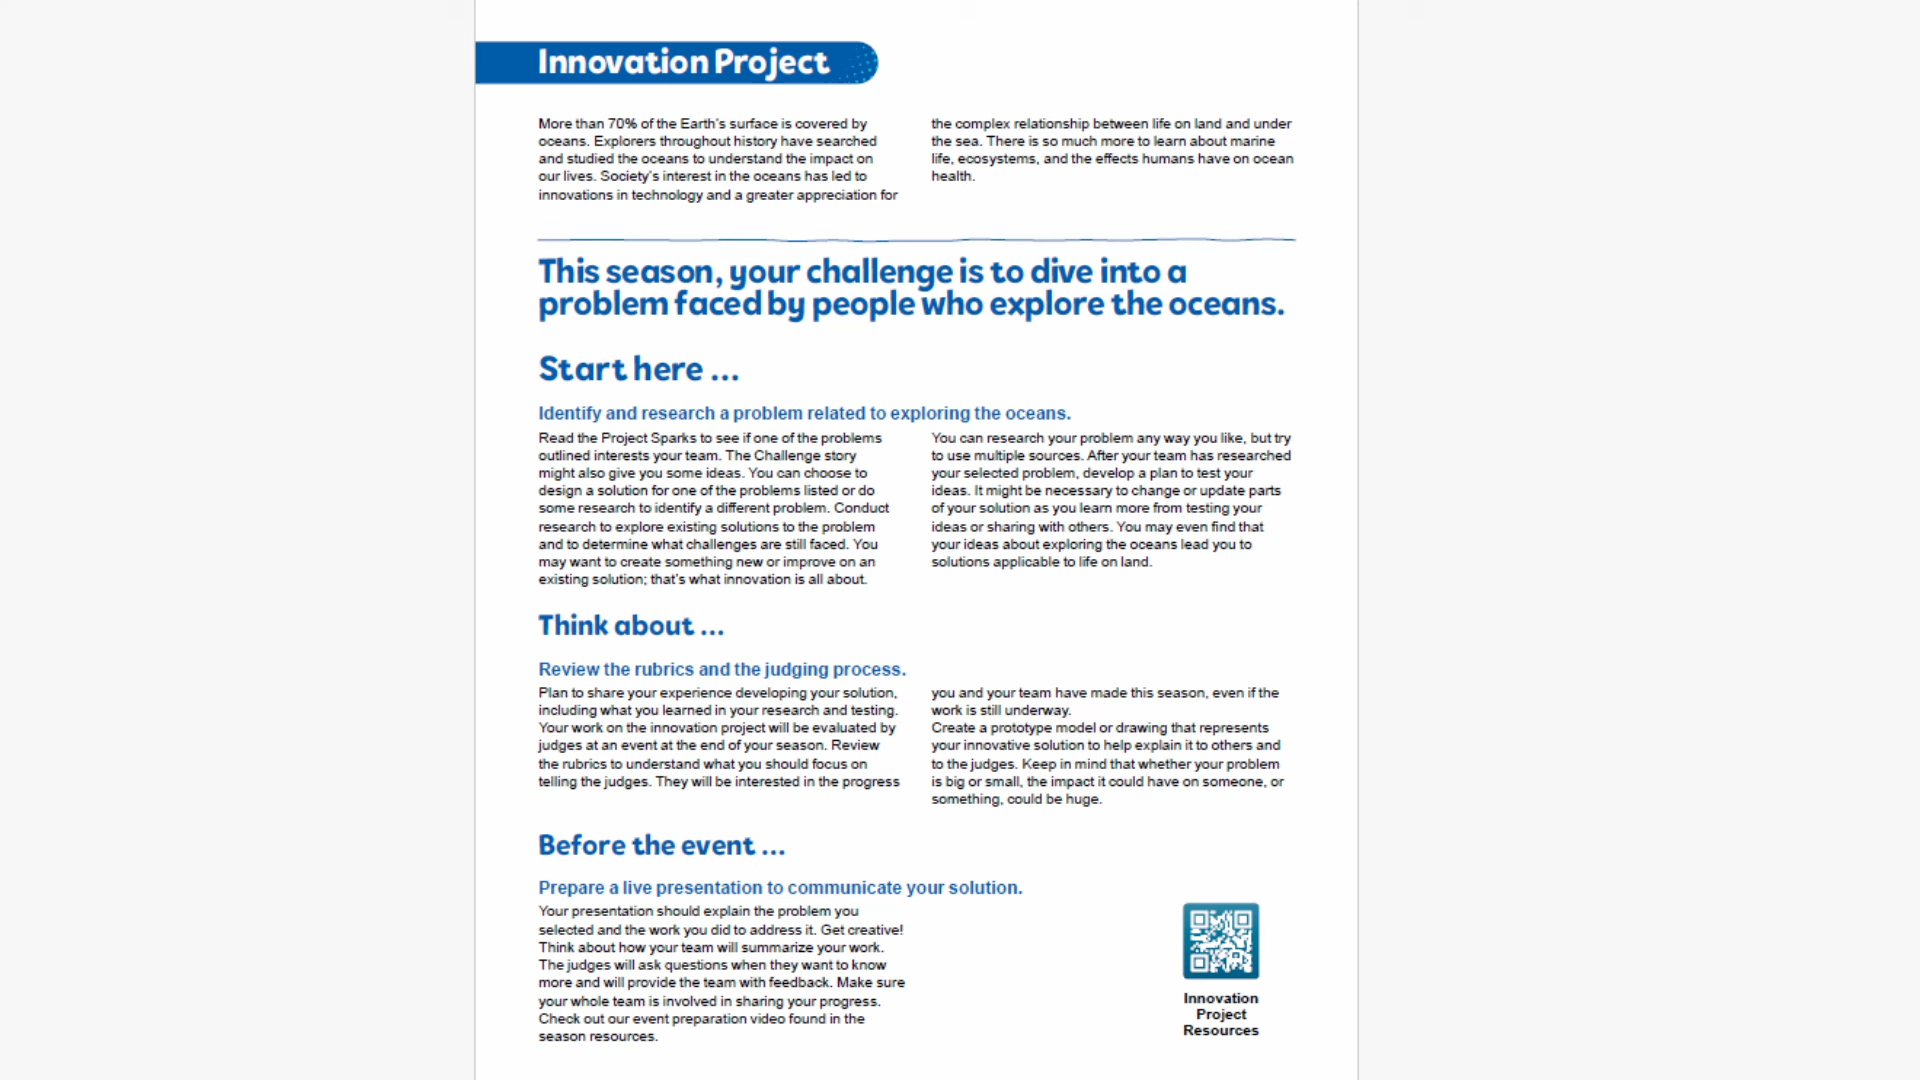 Innovation Project
More than 70% of the Earth's surface is covered by
oceans. Explorers throughout history have searched
and studied the oceans to understand the impact on
our lives. Society's interest in the oceans has led to
innovations in technology and a greater appreciation for
the complex relationship between life on land and under
the sea. There is so much more to learn about marine
life, ecosystems, and the effects humans have on ocean
health.
This season, your challenge is to dive into a
problem faced by people who explore the oceans.
Start here ...
Identify and research a problem related to exploring the oceans.
Read the Project Sparks to see if one of the problems
outlined interests your team. The Challenge story
might also give you some ideas. You can choose to
design a solution for one of the problems listed or do
some research to identify a different problem. Conduct
research to explore existing solutions to the problem
and to determine what challenges are still faced. You
may want to create something new or improve on an
existing solution; that's what innovation is all about.
You can research your problem any way you like, but try
to use multiple sources. After your team has researched
your selected problem, develop a plan to test your
ideas. It might be necessary to change or update parts
of your solution as you learn more from testing your
ideas or sharing with others. You may even find that
your ideas about exploring the oceans lead you to
solutions applicable to life on land.
Think about ...
Review the rubrics and the judging process.
Plan to share your experience developing your solution,
including what you learned in your research and testing.
Your work on the innovation project will be evaluated by
judges at an event at the end of your season. Review
the rubrics to understand what you should focus on
telling the judges. They will be interested in the progress
you and your team have made this season, even if the
work is still underway.
Create a prototype model or drawing that represents
your innovative solution to help explain it to others and
to the judges. Keep in mind that whether your problem
is big or small, the impact it could have on someone, or
something, could be huge.
Before the event ...
Prepare a live presentation to communicate your solution.
Your presentation should explain the problem you
selected and the work you did to address it. Get creative!
Think about how your team will summarize your work.
The judges will ask questions when they want to know
more and will provide the team with feedback. Make sure
your whole team is involved in sharing your progress.
Check out our event preparation video found in the
season resources.
Innovation
Project
Resources